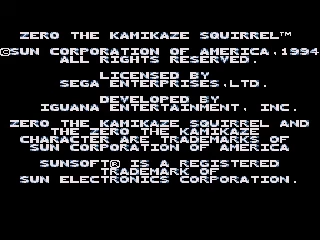 ZERO THE KAMIKAZE SQUIRREL™
©SUN CORPORATION OF AMERICA,1994
ALL RIGHTS RESERVED.
LICENSED BY
SEGA ENTERPRISES,LTD.
DEVELOPED BY
IGUANA ENTERTAINMENT, INC.
ZERO THE KAMIKAZE SQUIRREL AND
THE ZERO THE KAMIKAZE
CHARACTER ARE TRADEMARKS OF
SUN CORPORATION OF AMERICA
SUNSOFT® IS A REGISTERED
TRADEMARK OF
SUN ELECTRONICS CORPORATION.